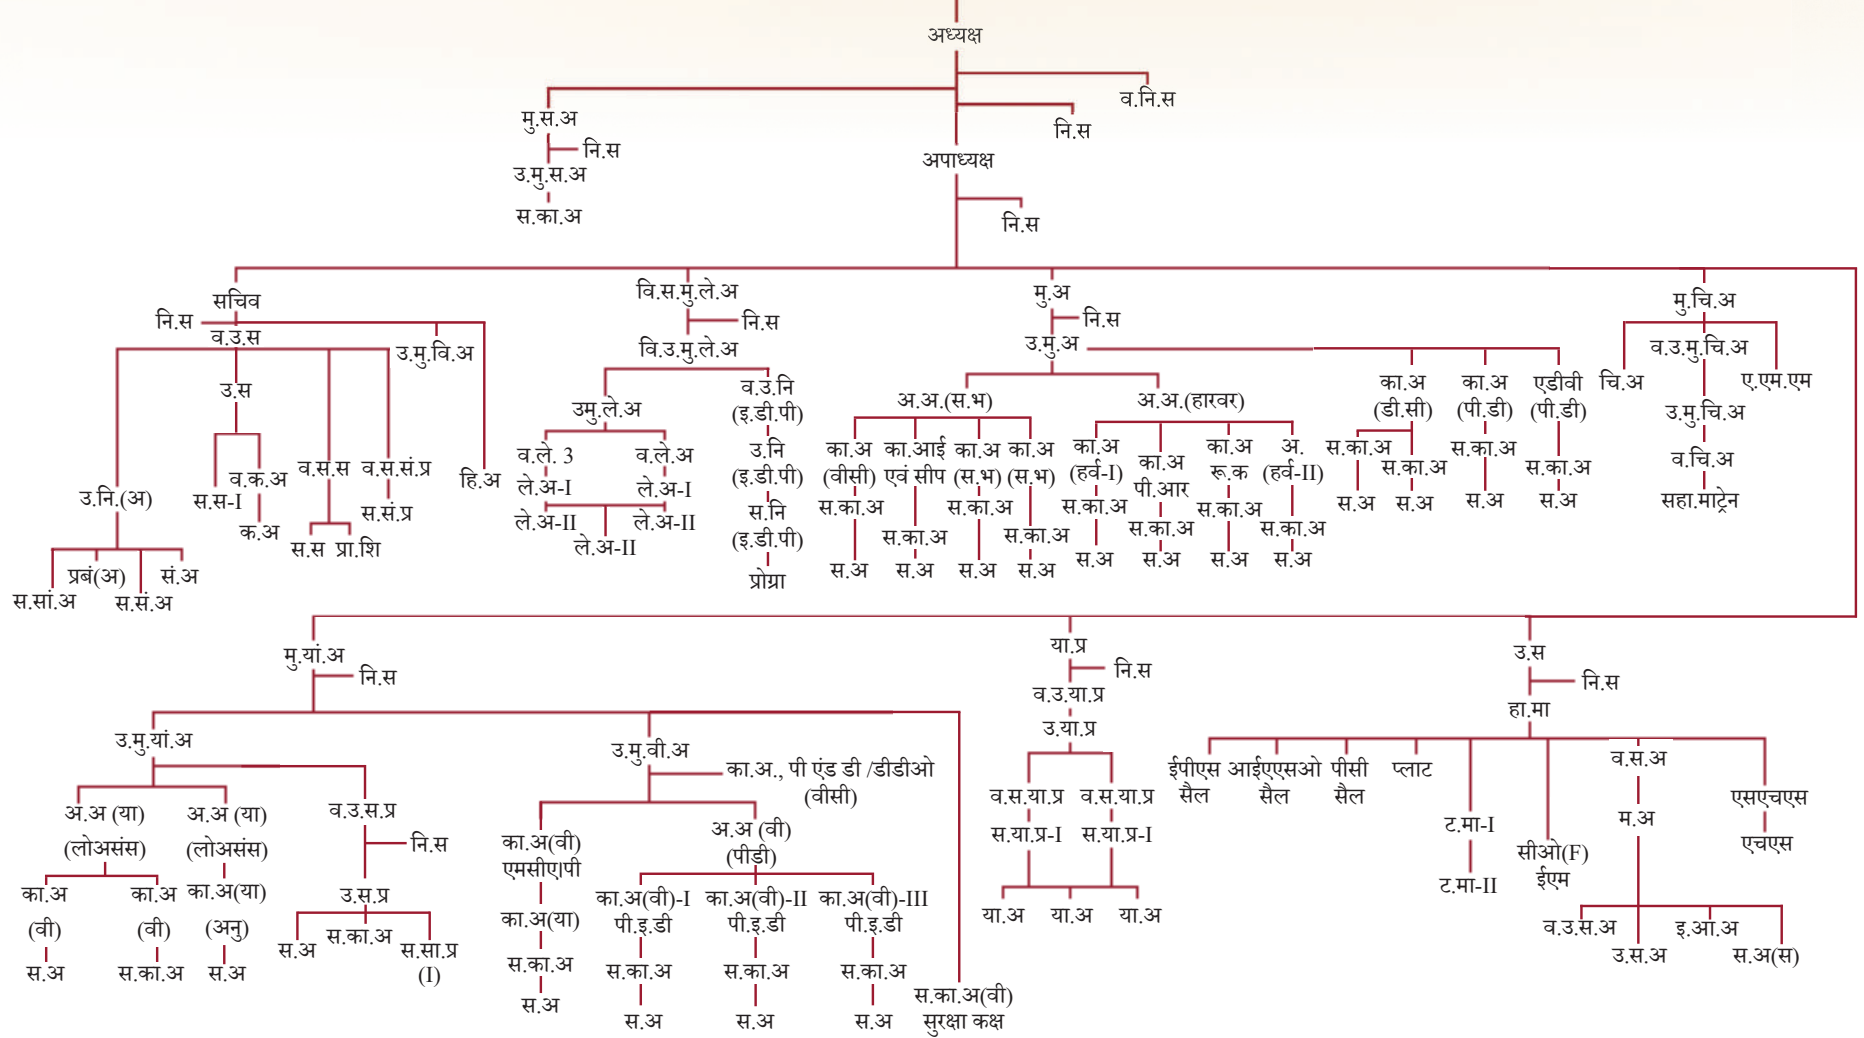 अध्यक्ष
व.नि.स
मु.स.अ
नि.स
नि.स
अपाध्यक्ष
उ.मु.स.अ
स.का.अ
नि.स
सचिव
नि.स
व.उ.स
उ.मु.वि.अ
उ.स
व.स.स
व.स.सं.प्र
हि.अ
उ.नि.(अ)
स.स-I
व.क.अ
स.सं.प्र
क.अ
स.स प्रा.शि
प्रबं(अ)
सं.अ
स.सां.अ
स.सं.अ
वि.स.मु.ले.अ
नि.स
वि.उ.मु.ले.अ
व.उ.नि
(इ.डी.पी)
उमु.ले.अ
उ.नि
(इ.डी.पी)
व.ले. 3
व.ले.अ
ले.अ-I
ले.अ-I
स.नि
(इ.डी.पी)
ले.अ-II
ले.अ-II
ले.अ-II
प्रोग्रा
मु.अ
नि.स
उ.मु.अ
अ.अ.(स.भ)
अ.अ.(हारवर)
का.अ
(डी.सी)
का.अ
(पी.डी)
एडीवी
(पी.डी)
का.अ
(वीसी)
का.आई
एवं सीप
का.अ
(स.भ)
का.अ
(स.भ)
का.अ
(हर्व-I)
का.अ
पी.आर
का.अ
रू.क
अ.
(हर्व-II)
स.का.अ
स.का.अ
स.का.अ
स.का.अ
स.का.अ
स.का.अ
स.का.अ
स.का.अ
स.का.अ
स.का.अ
स.का.अ
स.का.अ
स.अ
स.अ
स.अ
स.अ
स.अ
स.अ
स.अ
स.अ
स.अ
स.अ
स.अ
स.अ
मु.चि.अ
व.उ.मु.चि.अ
चि.अ
ए.एम.एम
उ.मु.चि.अ
व.चि.अ
सहा.माट्रेन
मु.यां.अ
नि.स
उ.मु.यां.अ
अ.अ (या)
(लोअसंस)
अ.अ (या)
(लोअसंस)
व.उ.स.प्र
नि.स
का.अ
(वी)
का.अ
(वी)
का.अ(या)
(अनु)
उ.स.प्र
स.अ
स.का.अ
स.अ
स.अ
स.का.अ
स.सा.प्र
(I)
उ.मु.वी.अ
का.अ., पी एंड डी /डीडीओ
(वीसी)
का.अ(वी)
एमसीए|पी
अ.अ (वी)
(पीडी)
का.अ(या)
का.अ(वी)-I
पी.इ.डी
का.अ(वी)-II
पी.इ.डी
का.अ(वी)-III
पी.इ.डी
स.का.अ
स.का.अ
स.का.अ
स.का.अ
स.अ
स.अ
स.अ
स.अ
स.का.अ(वी)
सुरक्षा कक्ष
या.प्र
नि.स
व.उ.या.प्र
उ.या.प्र
व.स.या.प्र
व.स.या.प्र
स.या.प्र-I
स.या.प्र-I
या.अ
या.अ
या.अ
उ.स
नि.स
हा.मा
ईपीएस
सैल
आईएएसओ
सैल
पीसी
सैल
प्लाट
व.स.अ
एसएचएस
ट.मा-I
म.अ
एचएस
सीओ(F)
ईएम
ट.मा-II
व.उ.स.अ
इ.आ.अ
उ.स.अ
स.अ(स)